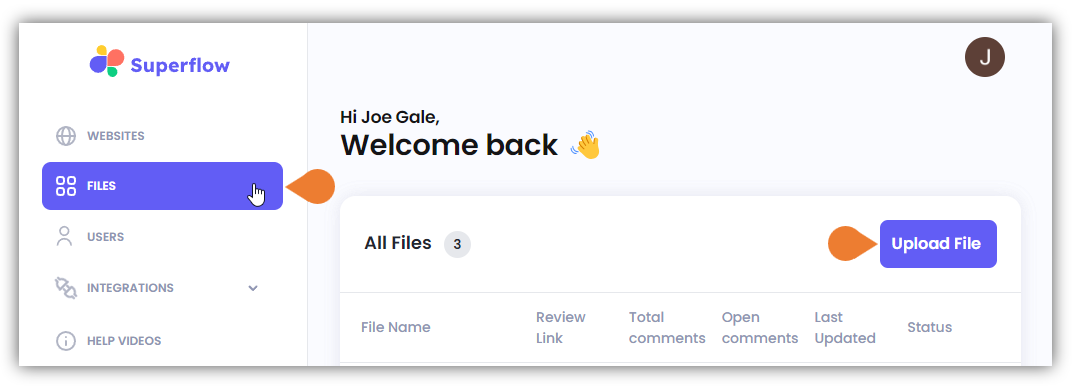 Superflow
J
WEBSITES
FILES
USERS
INTEGRATIONS
HELP VIDEOS
Hi Joe Gale,
Welcome back 👋
All Files 3
Upload File
File Name
Review
Link
Total
comments
Open
comments
Last
Updated
Status